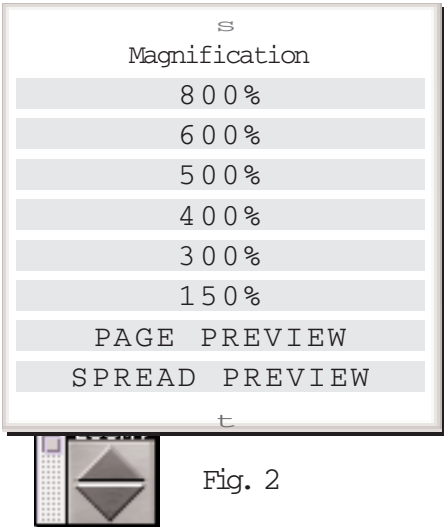 s
Magnification
800%
600%
500%
400%
300%
150%
PAGE PREVIEW
SPREAD PREVIEW
t
Fig. 2